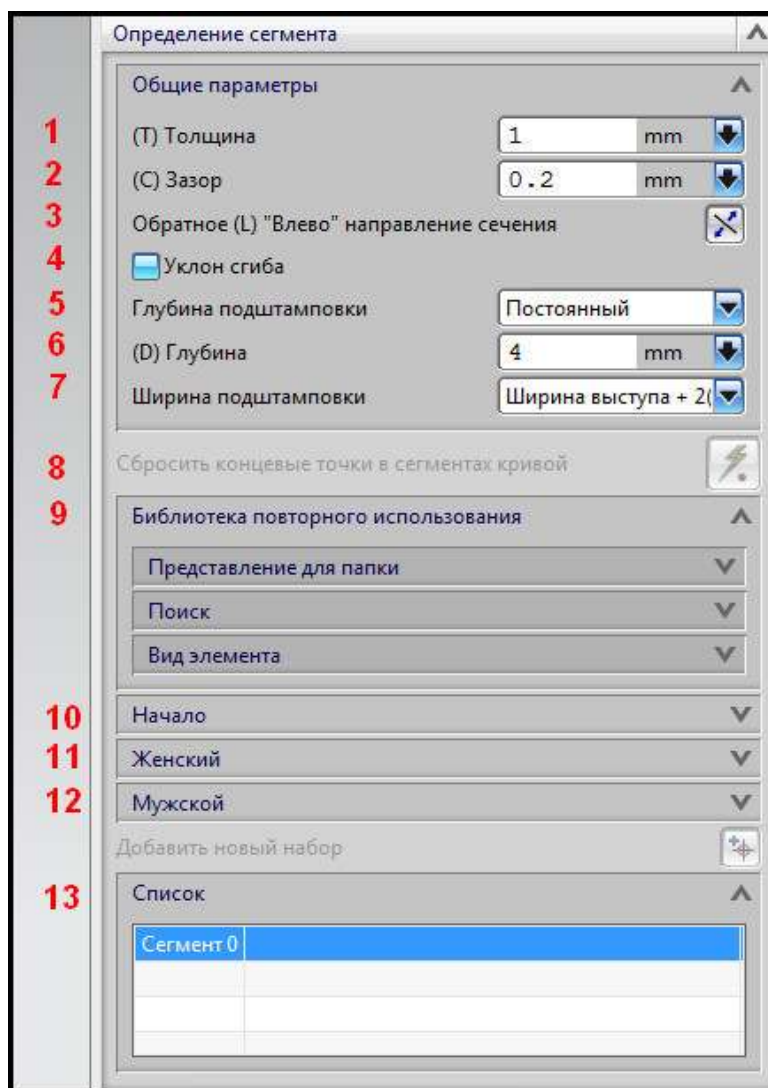 Определение сегмента
Общие параметры
1 (T) Толщина 1 mm
2 (C) Зазор 0.2 mm
3 Обратное (L) "Влево" направление сечения
4 Уклон сгиба
5 Глубина подштамповки Постоянный
6 (D) Глубина 4 mm
7 Ширина подштамповки Ширина выступа + 2(
8 Сбросить концевые точки в сегментах кривой
9 Библиотека повторного использования
Представление для папки
Поиск
Вид элемента
10 Начало
11 Женский
12 Мужской
Добавить новый набор
13 Список
Сегмент 0